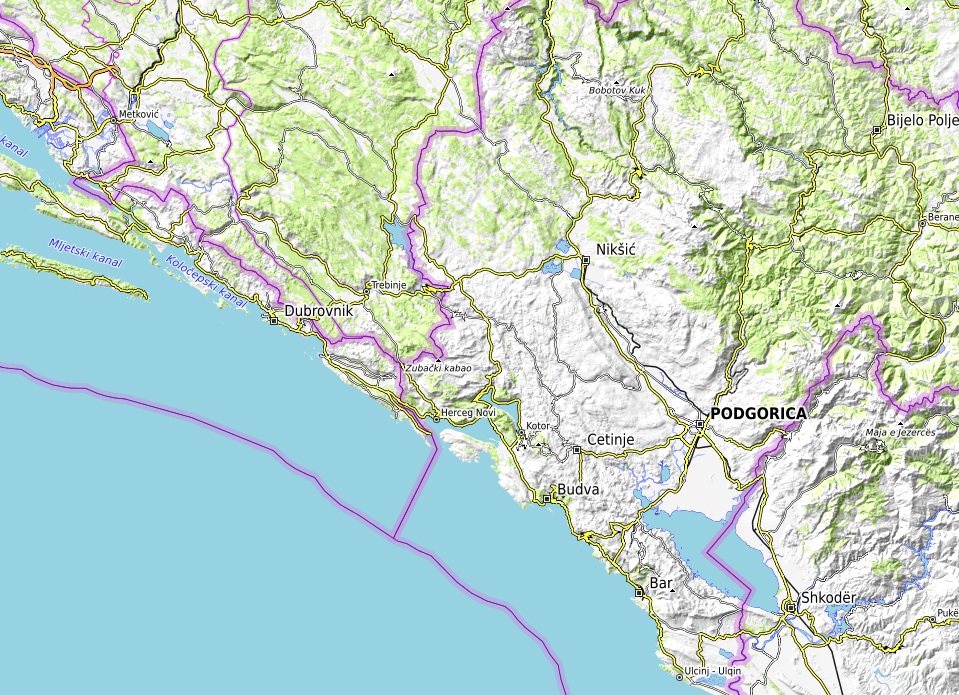 Bobotov Kuk
Metković
Bijelo Polje
kanal
Berane
Mljetski kanal
Nikšić
Koločepski kanal
Trebinje
Dubrovnik
Zubački kabao
Herceg Novi
PODGORICA
Kotor
Cetinje
Maja e Jezercës
Budva
Bar
Shkodër
Pukë
Ulcinj - Ulqin